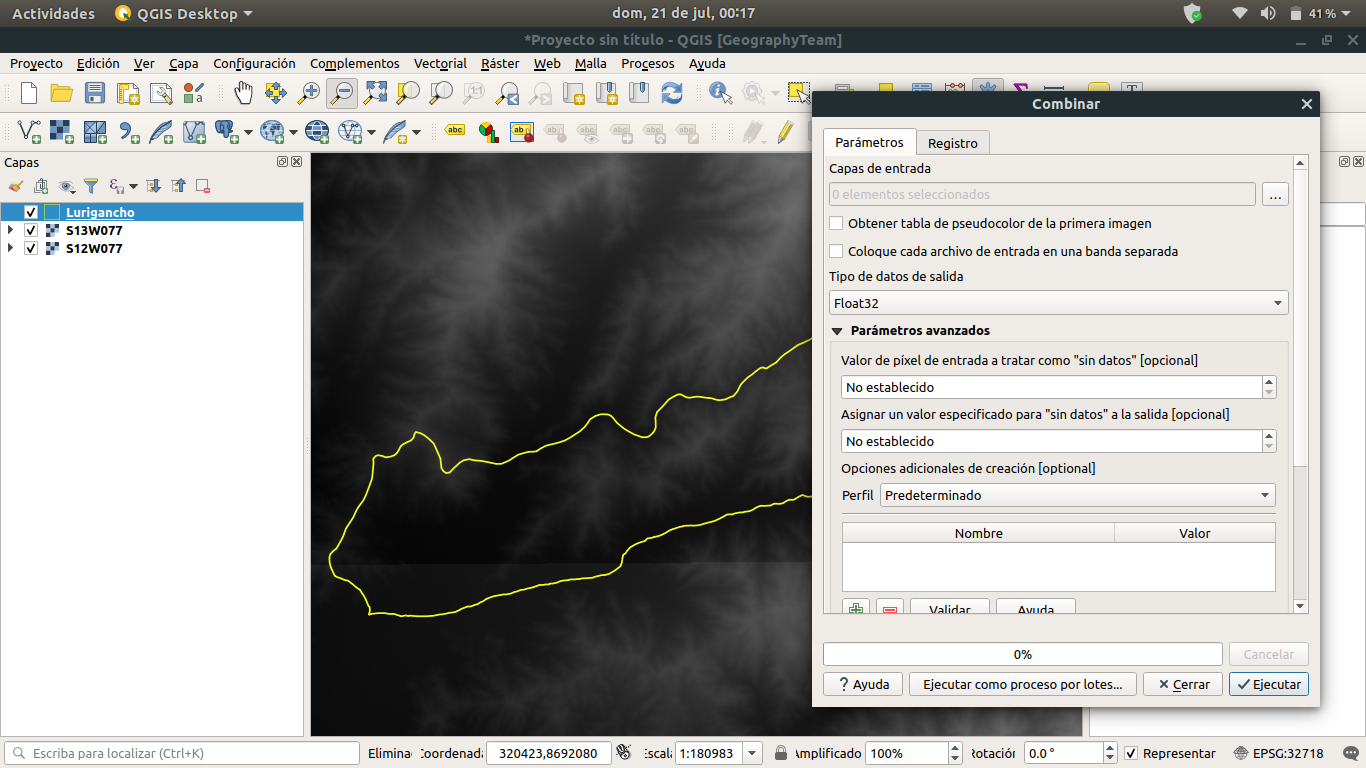 Actividades QGIS Desktop dom, 21 de jul, 00:17 41%
*Proyecto sin título - QGIS [GeographyTeam]
Proyecto Edición Ver Capa Configuración Complementos Vectorial Ráster Web Malla Procesos Ayuda
Capas
Lurigancho
S13W077
S12W077
Combinar
Parámetros Registro
Capas de entrada
0 elementos seleccionados ...
Obtener tabla de pseudocolor de la primera imagen
Coloque cada archivo de entrada en una banda separada
Tipo de datos de salida
Float32
Parámetros avanzados
Valor de píxel de entrada a tratar como "sin datos" [opcional]
No establecido
Asignar un valor especificado para "sin datos" a la salida [opcional]
No establecido
Opciones adicionales de creación [optional]
Perfil Predeterminado
Nombre Valor
Validar Ayuda
0% Cancelar
Ayuda Ejecutar como proceso por lotes... Cerrar Ejecutar
Escriba para localizar (Ctrl+K) Elimina Coordenada 320423,8692080 Escala 1:180983 Amplificado 100% Rotación 0.0 ° Representar EPSG:32718